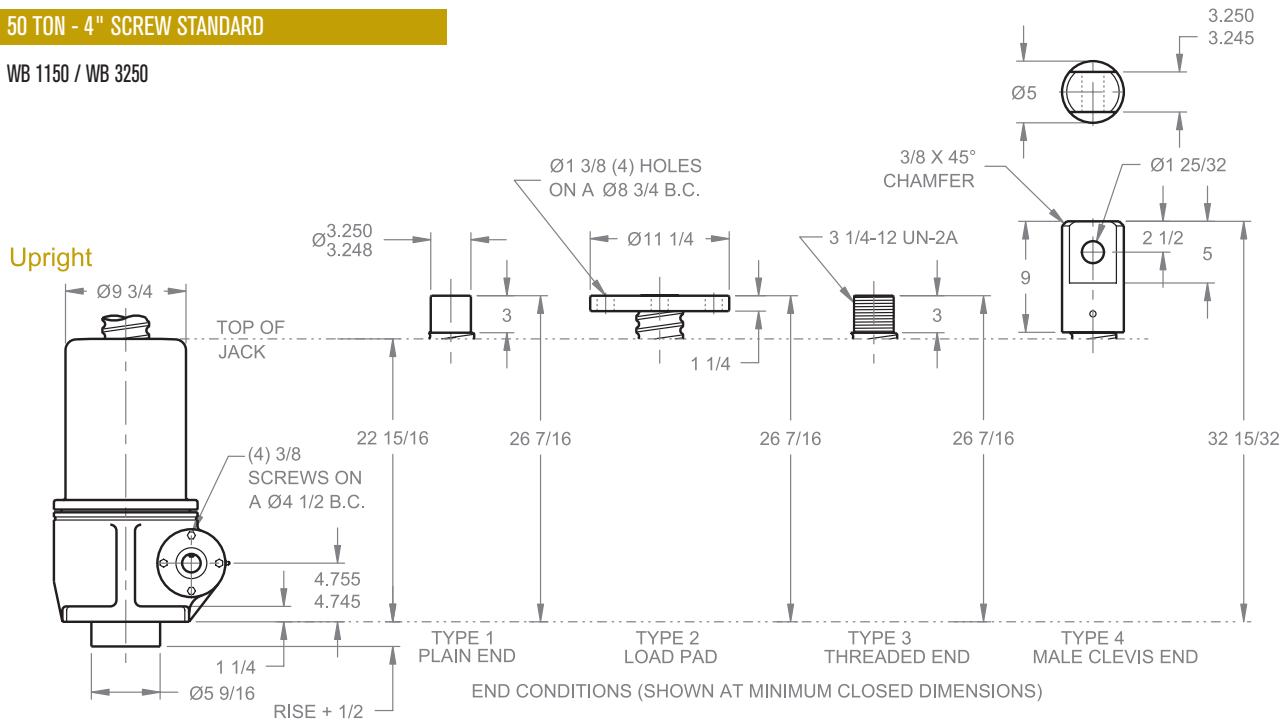 50 TON - 4" SCREW STANDARD
WB 1150 / WB 3250
3.250
3.245
Ø5
3/8 X 45°
CHAMFER
Ø1 25/32
Ø1 3/8 (4) HOLES
ON A Ø8 3/4 B.C.
Ø3.250
3.248
Ø11 1/4
3 1/4-12 UN-2A
2 1/2
5
9
Upright
Ø9 3/4
TOP OF
JACK
3
1 1/4
3
22 15/16
26 7/16
26 7/16
26 7/16
32 15/32
(4) 3/8
SCREWS ON
A Ø4 1/2 B.C.
4.755
4.745
1 1/4
Ø5 9/16
RISE + 1/2
TYPE 1
PLAIN END
TYPE 2
LOAD PAD
TYPE 3
THREADED END
TYPE 4
MALE CLEVIS END
END CONDITIONS (SHOWN AT MINIMUM CLOSED DIMENSIONS)